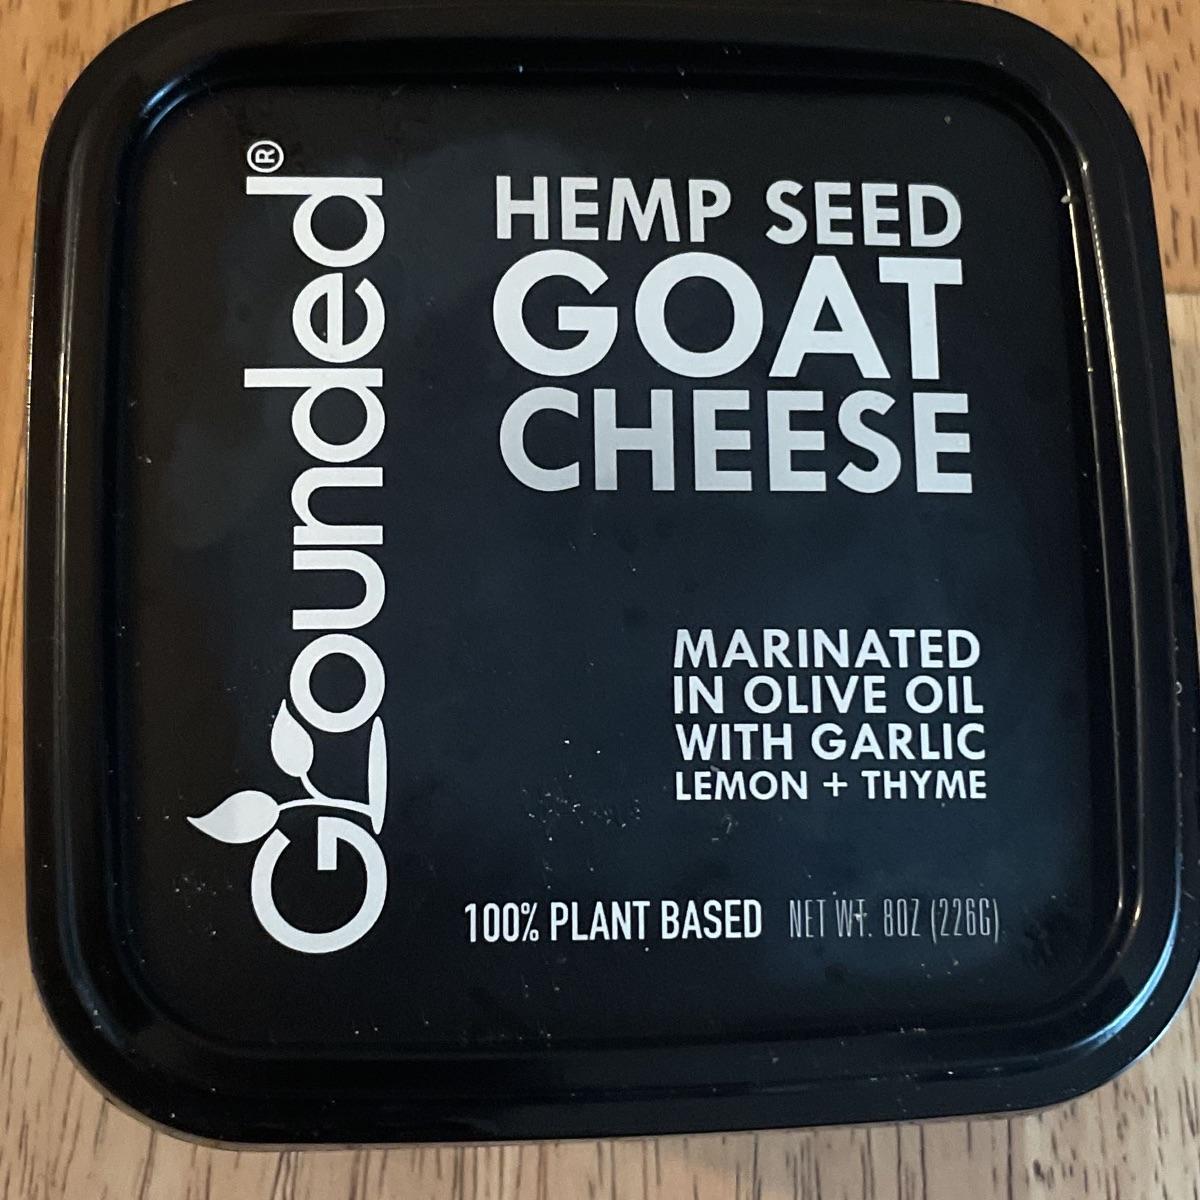 Grounded®
HEMP SEED
GOAT
CHEESE
MARINATED
IN OLIVE OIL
WITH GARLIC
LEMON + THYME
100% PLANT BASED NET WT. 8OZ (226G)